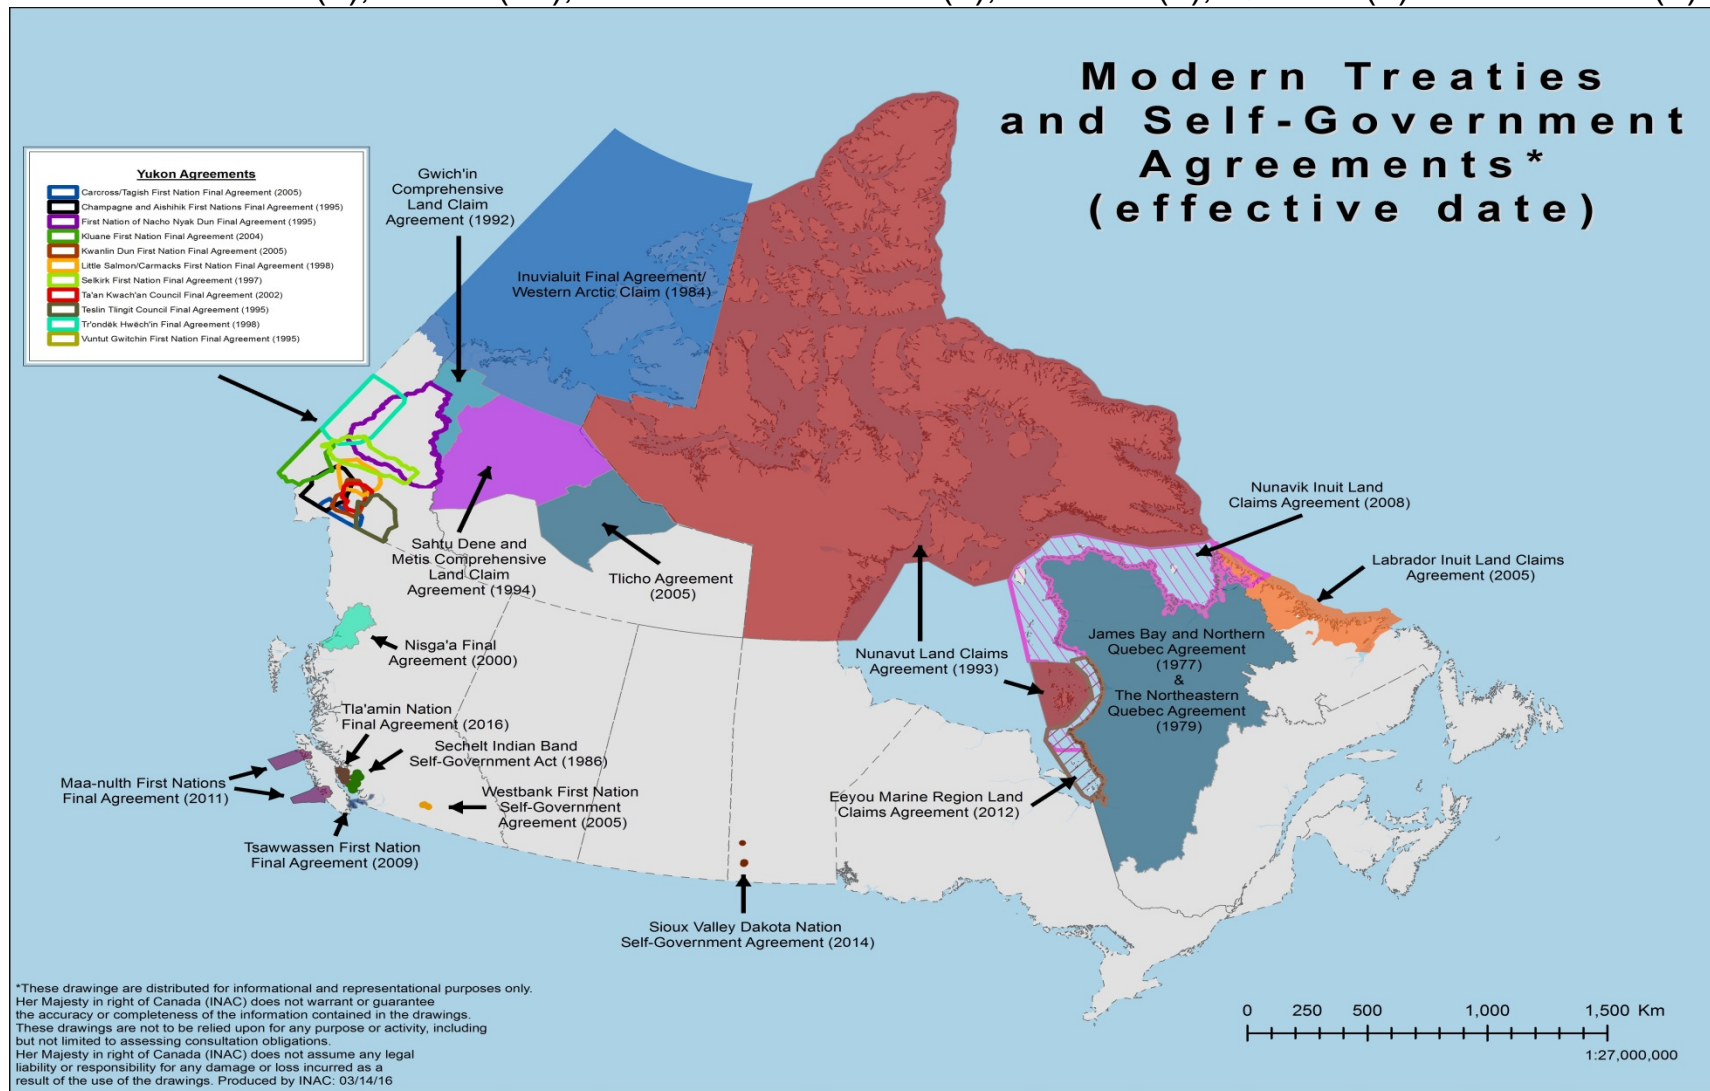 Modern Treaties
and Self-Government
Agreements*
(effective date)
Yukon Agreements
Carcross/Tagish First Nation Final Agreement (2005)
Champagne and Aishihik First Nations Final Agreement (1995)
First Nation of Nacho Nyak Dun Final Agreement (1995)
Kluane First Nation Final Agreement (2004)
Kwanlin Dun First Nation Final Agreement (2005)
Little Salmon/Carmacks First Nation Final Agreement (1998)
Selkirk First Nation Final Agreement (1997)
Ta'an Kwach'an Council Final Agreement (2002)
Teslin Tlingit Council Final Agreement (1995)
Tr'ondëk Hwëch'in Final Agreement (1998)
Vuntut Gwitchin First Nation Final Agreement (1995)
Gwich'in
Comprehensive
Land Claim
Agreement (1992)
Inuvialuit Final Agreement/
Western Arctic Claim (1984)
Nunavik Inuit Land
Claims Agreement (2008)
Labrador Inuit Land Claims
Agreement (2005)
Sahtu Dene and
Metis Comprehensive
Land Claim
Agreement (1994)
Tlicho Agreement
(2005)
Nisga'a Final
Agreement (2000)
Nunavut Land Claims
Agreement (1993)
James Bay and Northern
Quebec Agreement
(1977)
&
The Northeastern
Quebec Agreement
(1979)
Tla'amin Nation
Final Agreement (2016)
Sechelt Indian Band
Self-Government Act (1986)
Maa-nulth First Nations
Final Agreement (2011)
Westbank First Nation
Self-Government
Agreement (2005)
Eeyou Marine Region Land
Claims Agreement (2012)
Tsawwassen First Nation
Final Agreement (2009)
Sioux Valley Dakota Nation
Self-Government Agreement (2014)
*These drawinge are distributed for informational and representational purposes only.
Her Majesty in right of Canada (INAC) does not warrant or guarantee
the accuracy or completeness of the information contained in the drawings.
These drawings are not to be relied upon for any purpose or activity, including
but not limited to assessing consultation obligations.
Her Majesty in right of Canada (INAC) does not assume any legal
liability or responsibility for any damage or loss incurred as a
result of the use of the drawings. Produced by INAC: 03/14/16
0 250 500 1,000 1,500 Km
1:27,000,000